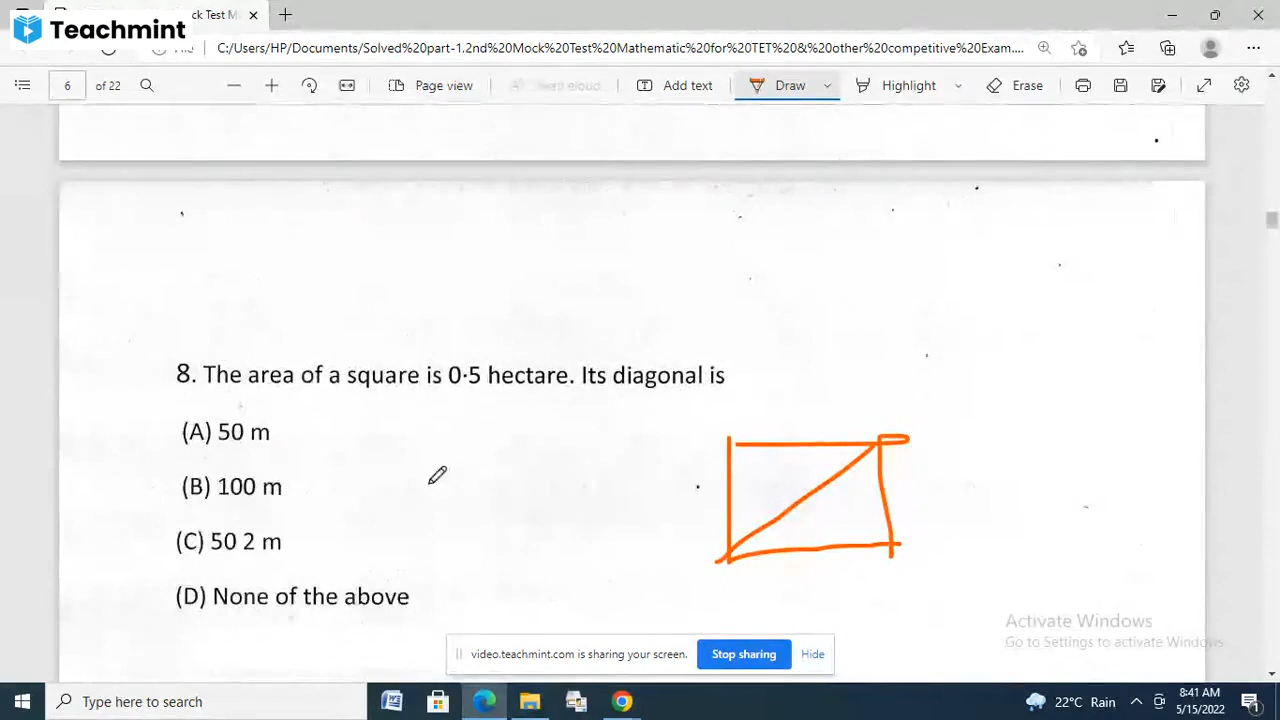 Teachmint
ck Test M
C:/Users/HP/Documents/Solved%20part-1,2nd%20Mock%20Test%20Mathematic%20for%20TET%20&%20other%20competitive%20Exam....
6 of 22
Page view
Add text
Draw
Highlight
Erase
8. The area of a square is 0·5 hectare. Its diagonal is
(A) 50 m
(B) 100 m
(C) 50 2 m
(D) None of the above
Activate Windows
Go to Settings to activate Windows
video.teachmint.com is sharing your screen.
Stop sharing
Hide
Type here to search
22°C Rain
8:41 AM
5/15/2022
1